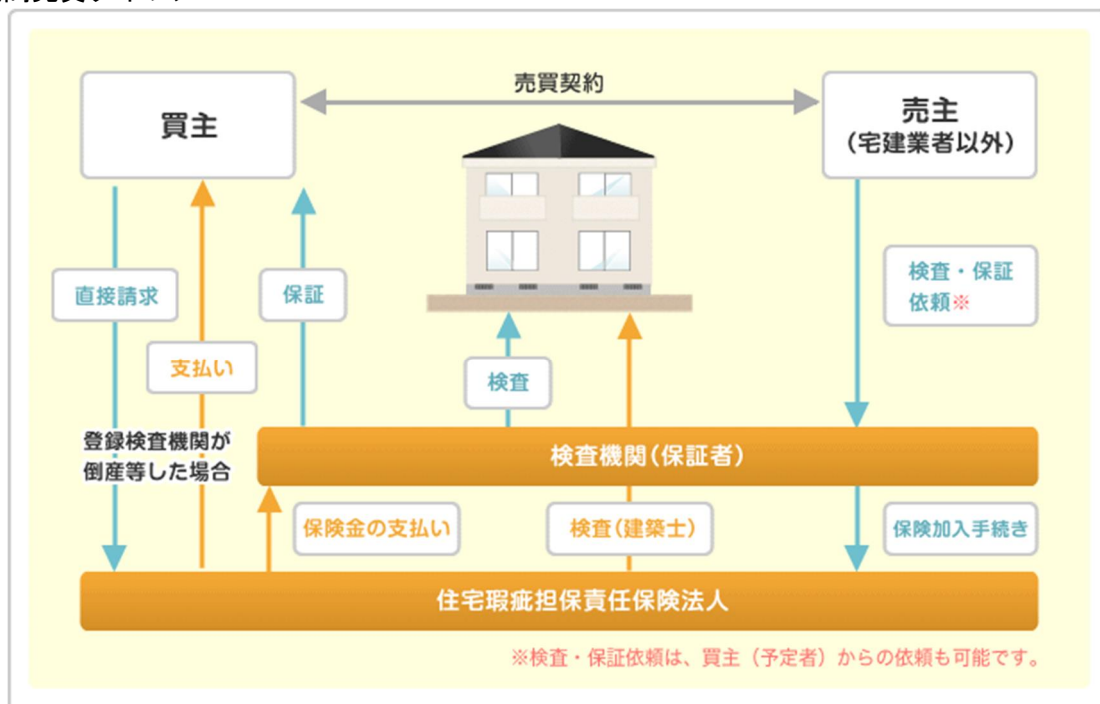 売買契約
買主
売主
（宅建業者以外）
直接請求
保証
検査・保証
依頼※
支払い
検査
登録検査機関が
倒産等した場合
検査機関（保証者）
保険金の支払い
検査（建築士）
保険加入手続き
住宅瑕疵担保責任保険法人
※検査・保証依頼は、買主（予定者）からの依頼も可能です。